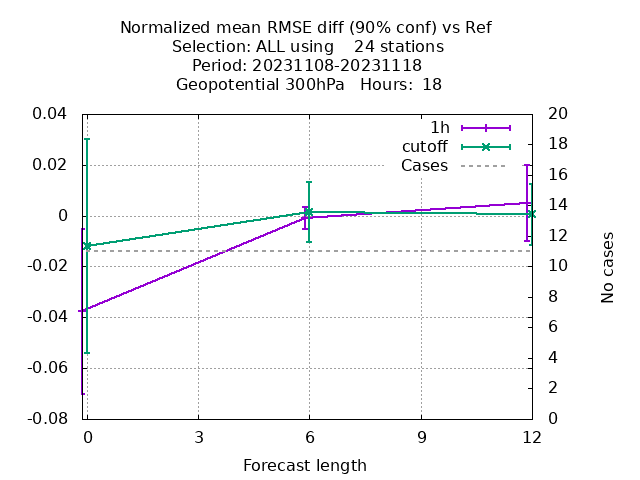 Normalized mean RMSE diff (90% conf) vs Ref
Selection: ALL using    24 stations
Period: 20231108-20231118
Geopotential 300hPa   Hours:  18
1h
cutoff
Cases
0.04
0.02
0
-0.02
-0.04
-0.06
-0.08
20
18
16
14
12
10
8
6
4
2
0
No cases
0
3
6
9
12
Forecast length